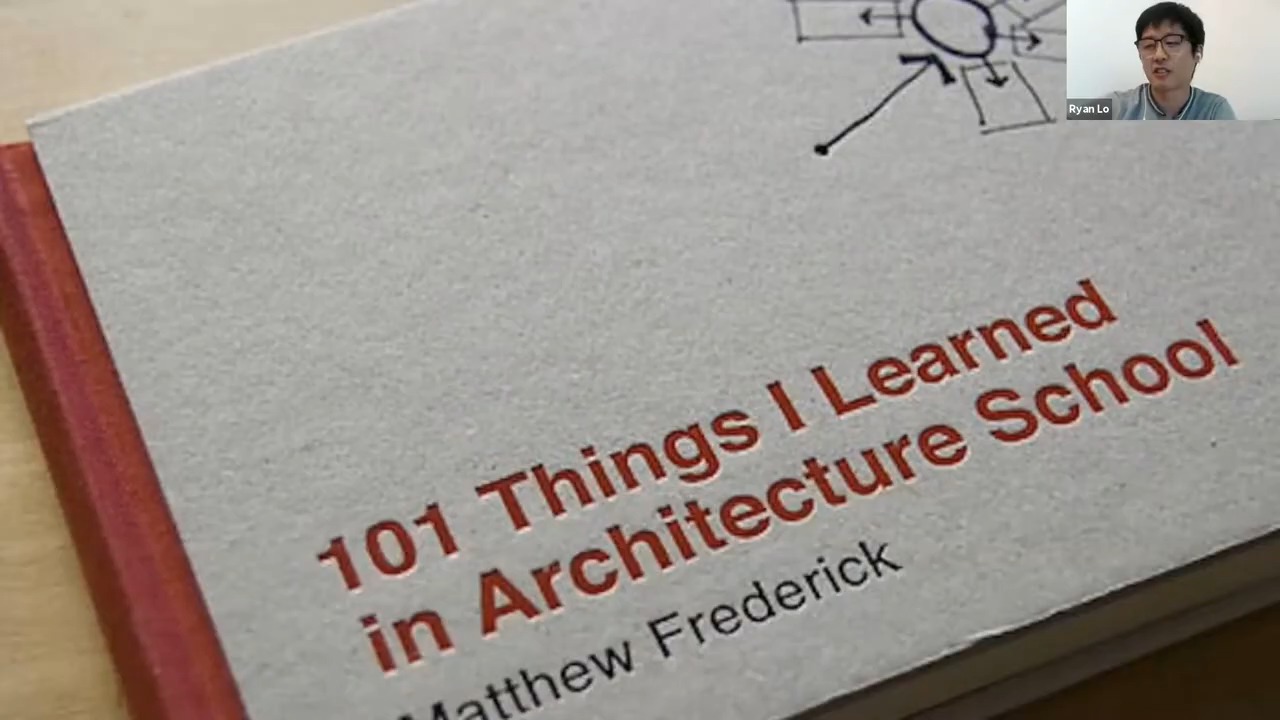 Ryan Lo
101 Things I Learned
in Architecture School
Matthew Frederick